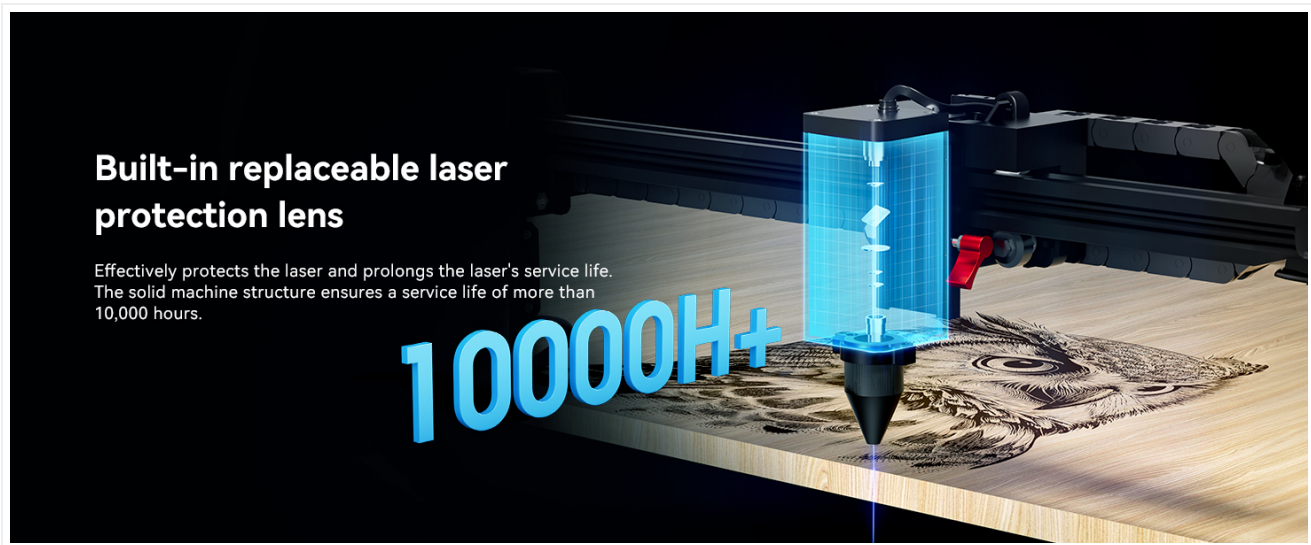 Built-in replaceable laser
protection lens
Effectively protects the laser and prolongs the laser's service life.
The solid machine structure ensures a service life of more than
10,000 hours.
10000H+